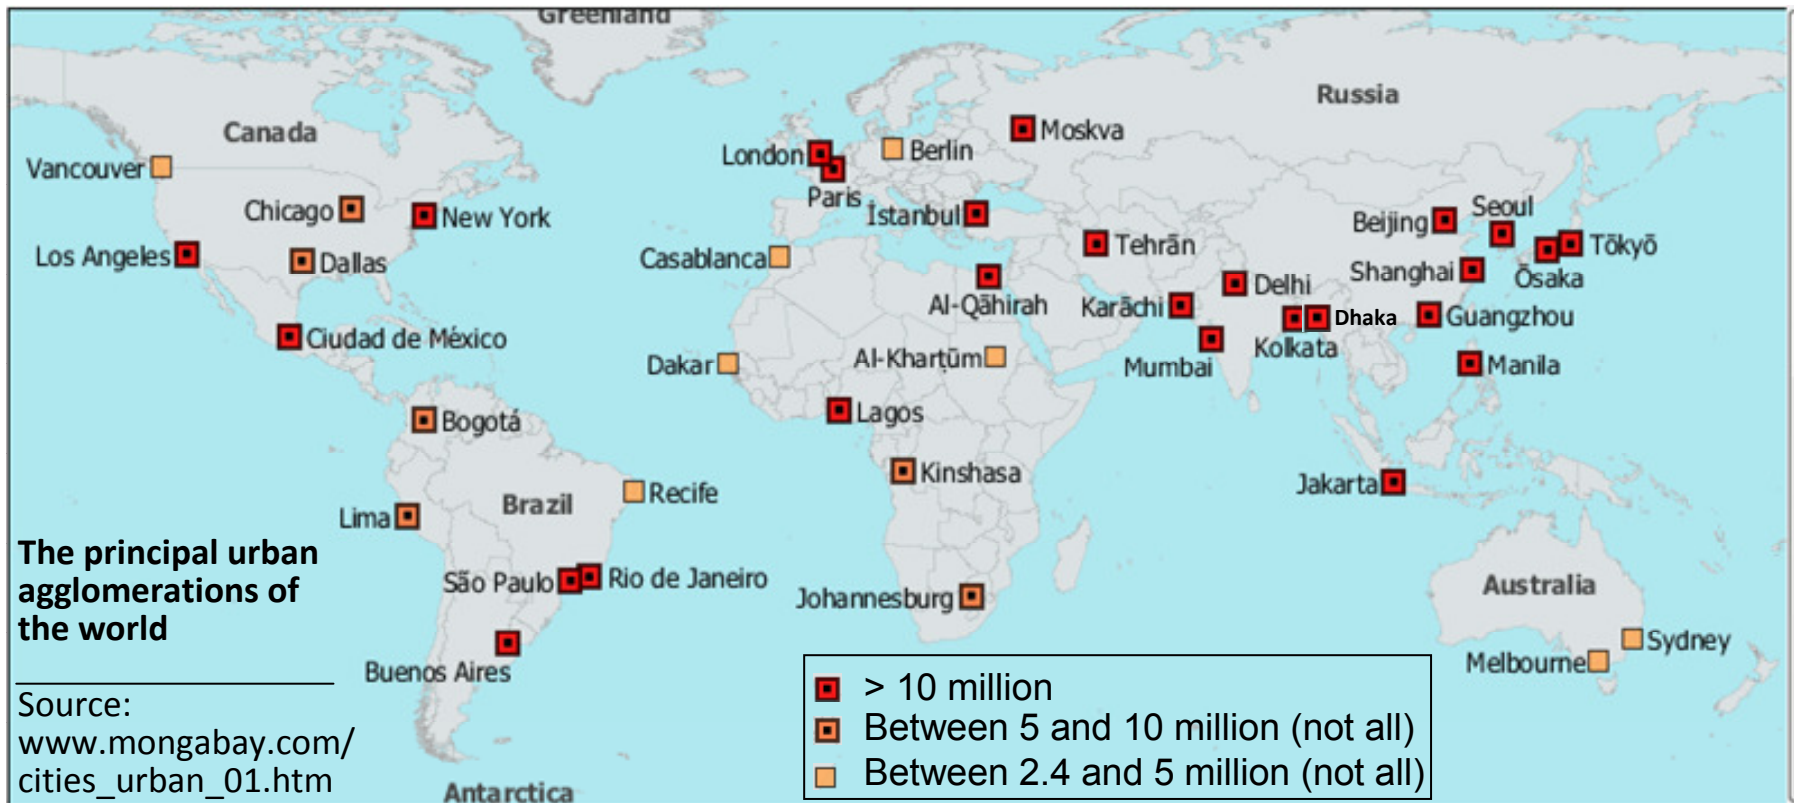 Greenland
Russia
Canada
Moskva
London
Berlin
Vancouver
Paris
Chicago
New York
İstanbul
Beijing
Seoul
Los Angeles
Dallas
Casablanca
Tehrān
Tōkyō
Shanghai
Ōsaka
Delhi
Al-Qāhirah
Karāchi
Dhaka
Guangzhou
Ciudad de México
Kolkata
Dakar
Al-Kharţūm
Mumbai
Manila
Bogotá
Lagos
Kinshasa
Jakarta
Recife
Brazil
Lima
The principal urban
agglomerations of
the world
São Paulo
Rio de Janeiro
Johannesburg
Australia
Buenos Aires
Sydney
Melbourne
Source:
www.mongabay.com/
cities_urban_01.htm
> 10 million
Between 5 and 10 million (not all)
Between 2.4 and 5 million (not all)
Antarctica